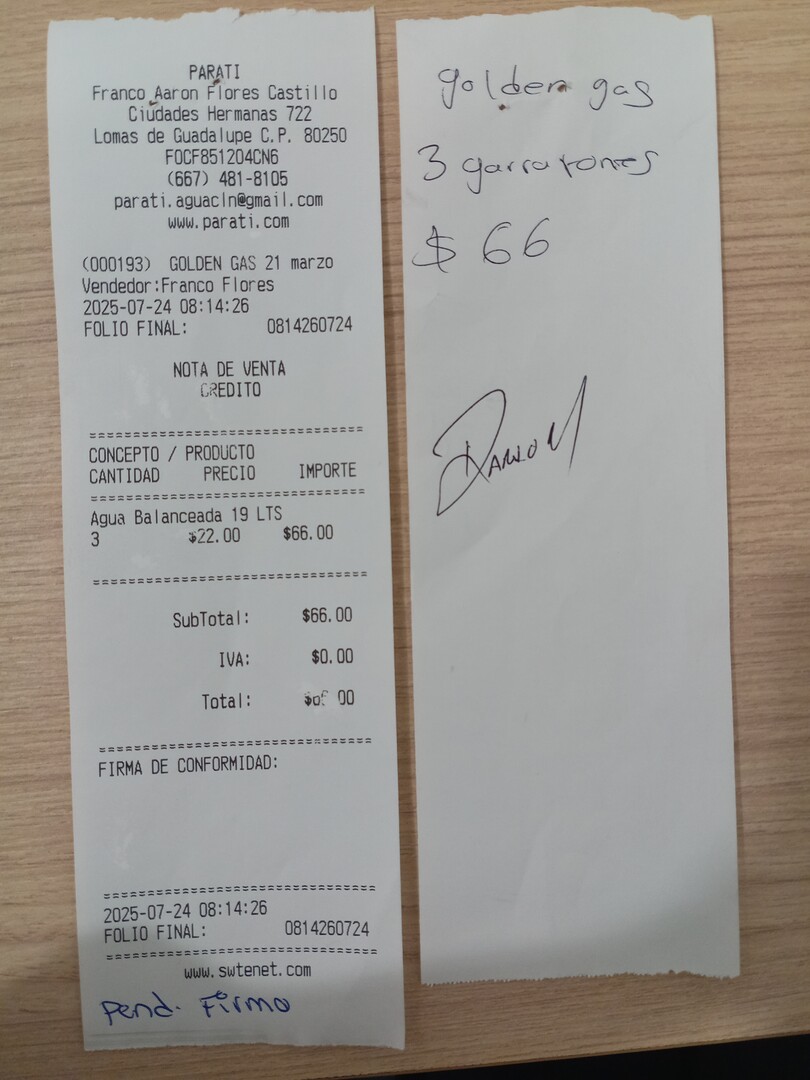 PARATI
Franco Aaron Flores Castillo
Ciudades Hermanas 722
Lomas de Guadalupe C.P. 80250
FOCF851204CN6
(667) 481-8105
parati.aguacln@gmail.com
www.parati.com
(000193) GOLDEN GAS 21 marzo
Vendedor:Franco Flores
2025-07-24 08:14:26
FOLIO FINAL: 0814260724
NOTA DE VENTA
CREDITO
CONCEPTO / PRODUCTO
CANTIDAD PRECIO IMPORTE
Agua Balanceada 19 LTS
3 $22.00 $66.00
SubTotal: $66.00
IVA: $0.00
Total:
FIRMA DE CONFORMIDAD:
2025-07-24 08:14:26
FOLIO FINAL: 0814260724
www.swtenet.com
Pend. Firma
golden gas
3 garrafones
$ 66